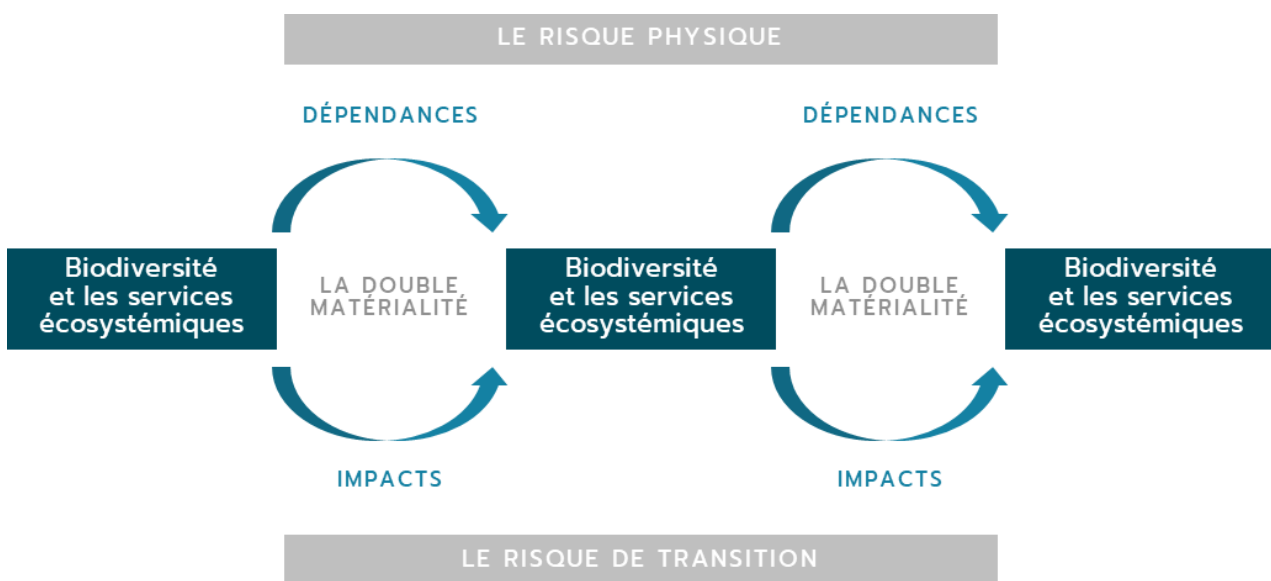 LE RISQUE PHYSIQUE
DÉPENDANCES
DÉPENDANCES
Biodiversité
et les services
écosystémiques
LA DOUBLE
MATÉRIALITÉ
Biodiversité
et les services
écosystémiques
LA DOUBLE
MATÉRIALITÉ
Biodiversité
et les services
écosystémiques
IMPACTS
IMPACTS
LE RISQUE DE TRANSITION